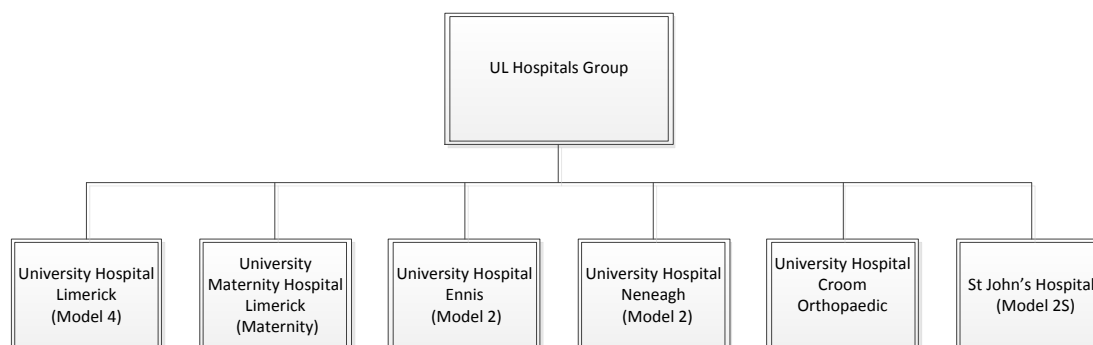 UL Hospitals Group
University Hospital
Limerick
(Model 4)
University
Maternity Hospital
Limerick
(Maternity)
University Hospital
Ennis
(Model 2)
University Hospital
Neneagh
(Model 2)
University Hospital
Croom
Orthopaedic
St John’s Hospital
(Model 2S)